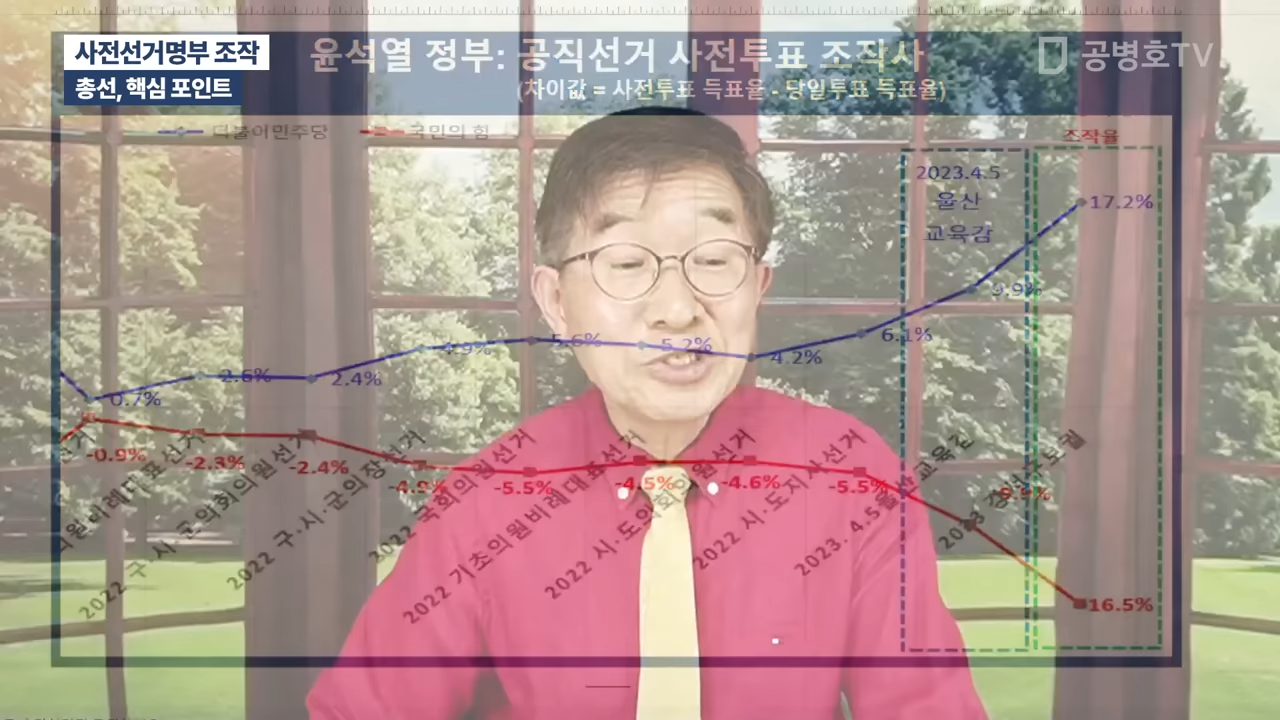 사전선거명부 조작
총선, 핵심 포인트
윤석열 정부: 공직선거 사전투표 조작사
(차이값 = 사전투표 득표율 - 당일투표 득표율)
공병호TV
더불어민주당
국민의 힘
조작율
2023.4.5
울산
교육감
17.2%
9.9%
6.1%
5.6%
5.2%
4.9%
4.2%
2.6%
2.4%
0.7%
-0.9%
-2.3%
-2.4%
-4.9%
-5.5%
-4.5%
-4.6%
-5.5%
-9.9%
-16.5%
2022 구·시·군의회의원선거
2022 구·시·군의장선거
2022 국회의원선거
2022 기초의원비례대표선거
2022 시·도의회의원선거
2022 시·도지사선거
2023. 4.5울산교육감